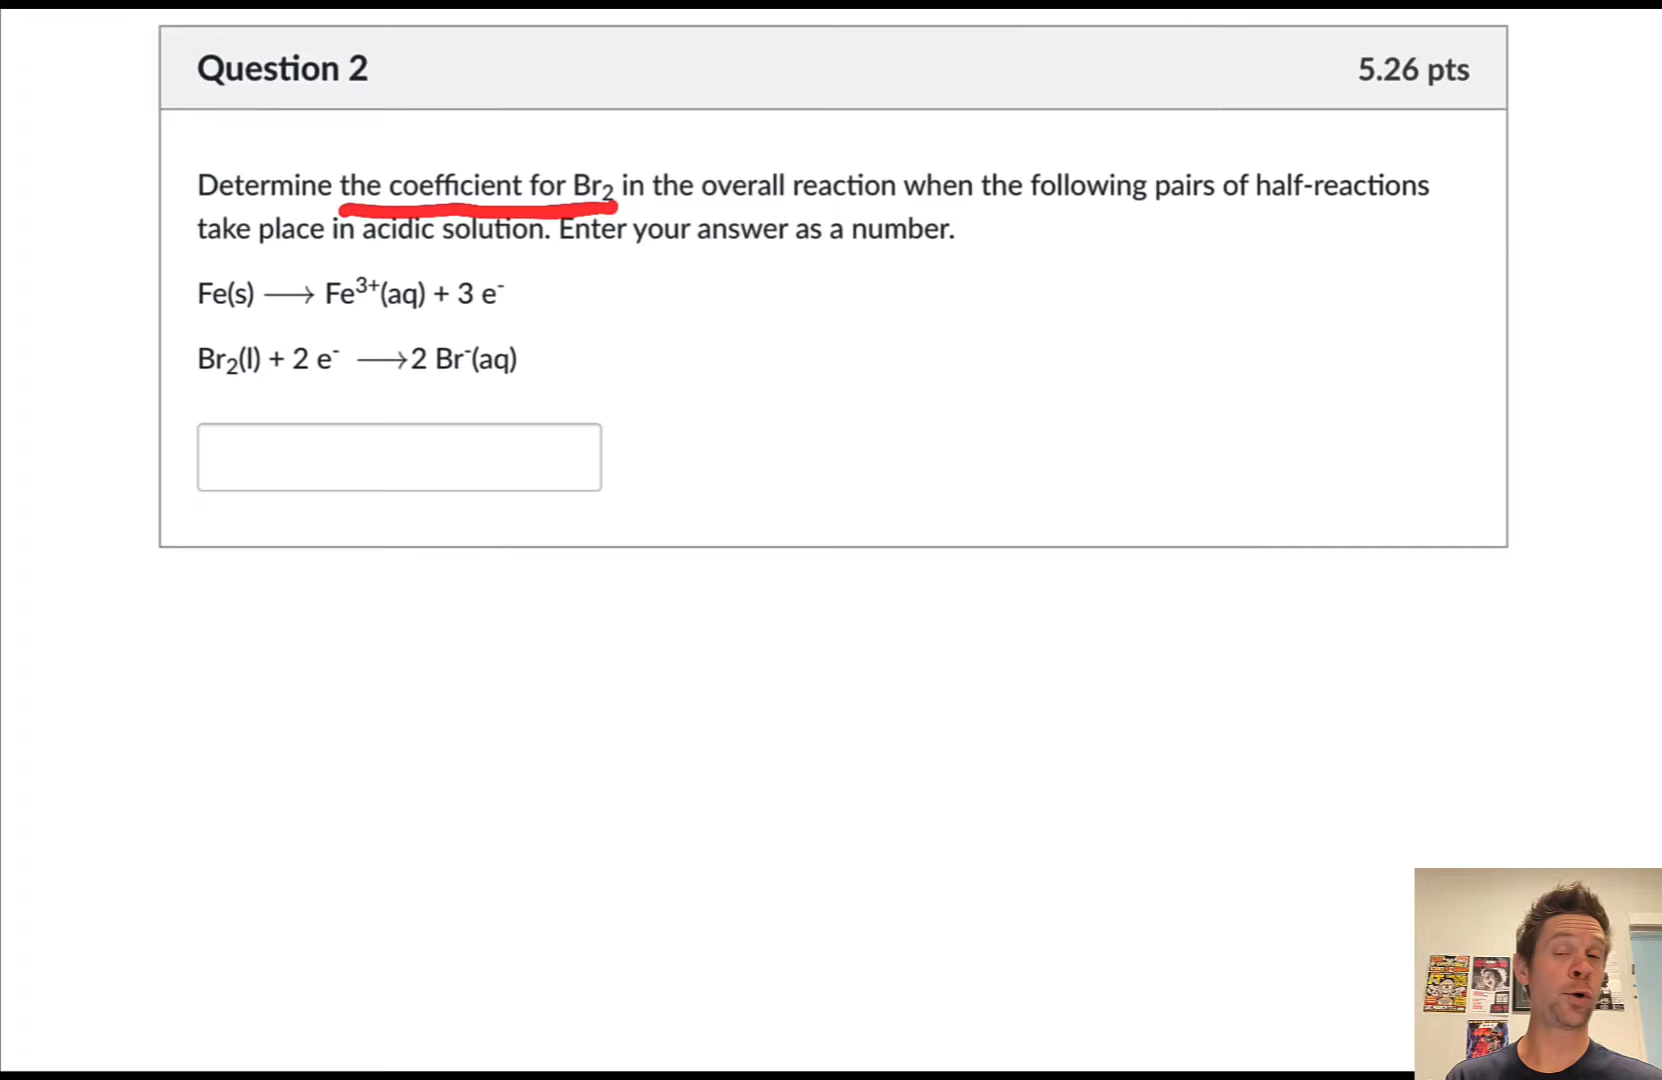 Question 2
5.26 pts
Determine the coefficient for Br₂ in the overall reaction when the following pairs of half-reactions
take place in acidic solution. Enter your answer as a number.
Fe(s) ⟶ Fe³⁺(aq) + 3 e⁻
Br₂(l) + 2 e⁻ ⟶2 Br⁻(aq)